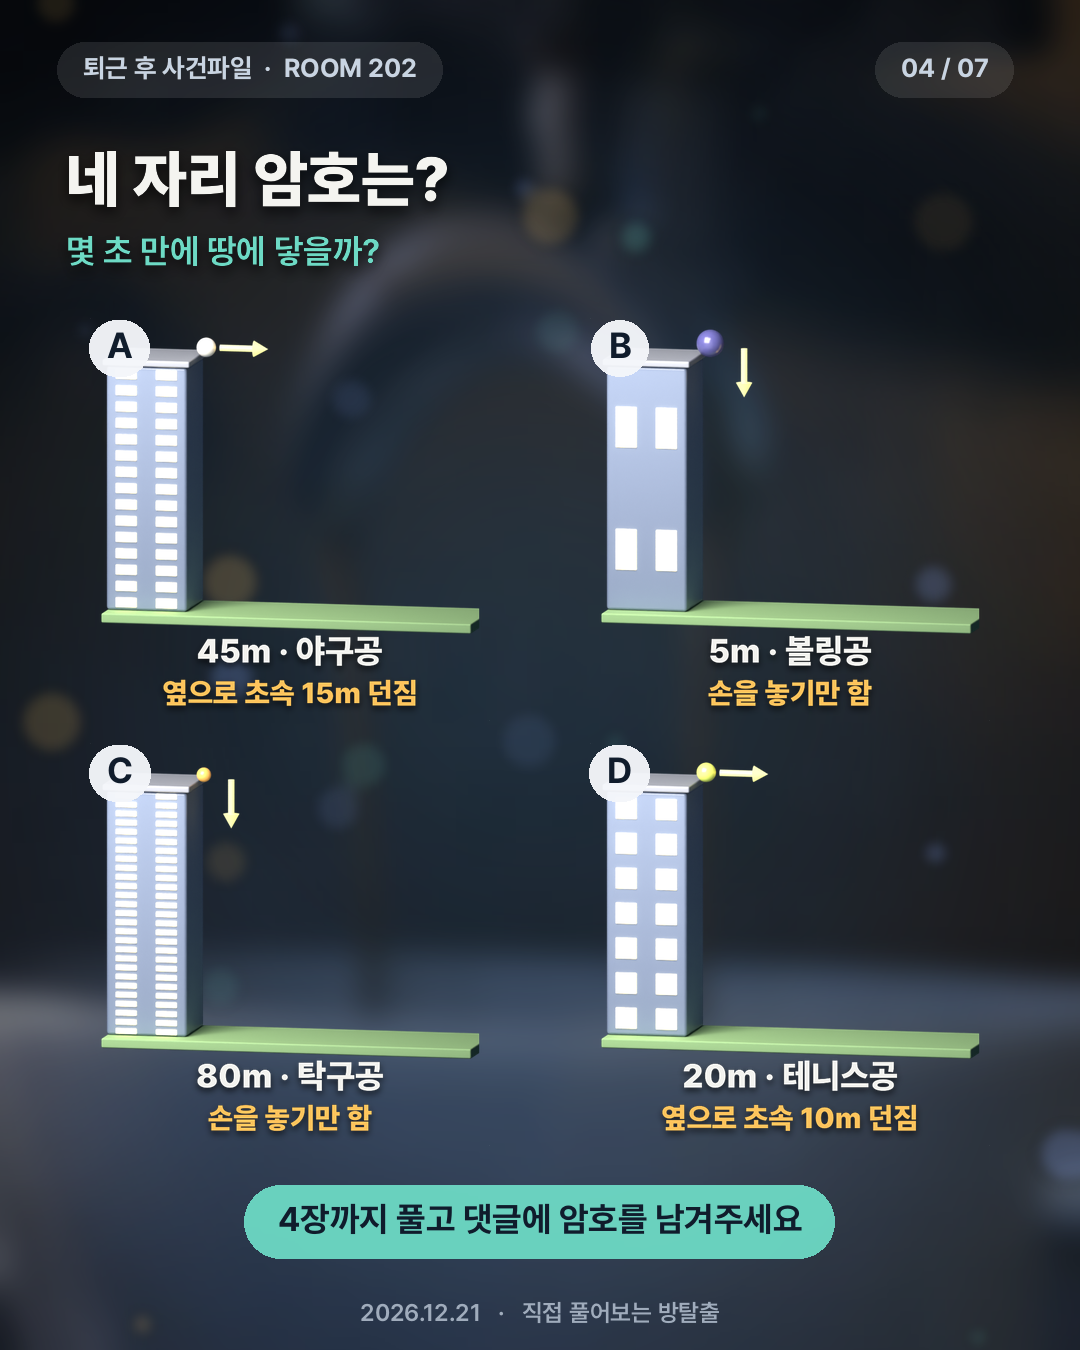 퇴근 후 사건파일 · ROOM 202
04 / 07
네 자리 암호는?
몇 초 만에 땅에 닿을까?
A
B
45m · 야구공
옆으로 초속 15m 던짐
5m · 볼링공
손을 놓기만 함
C
D
80m · 탁구공
손을 놓기만 함
20m · 테니스공
옆으로 초속 10m 던짐
4장까지 풀고 댓글에 암호를 남겨주세요
2026.12.21 · 직접 풀어보는 방탈출